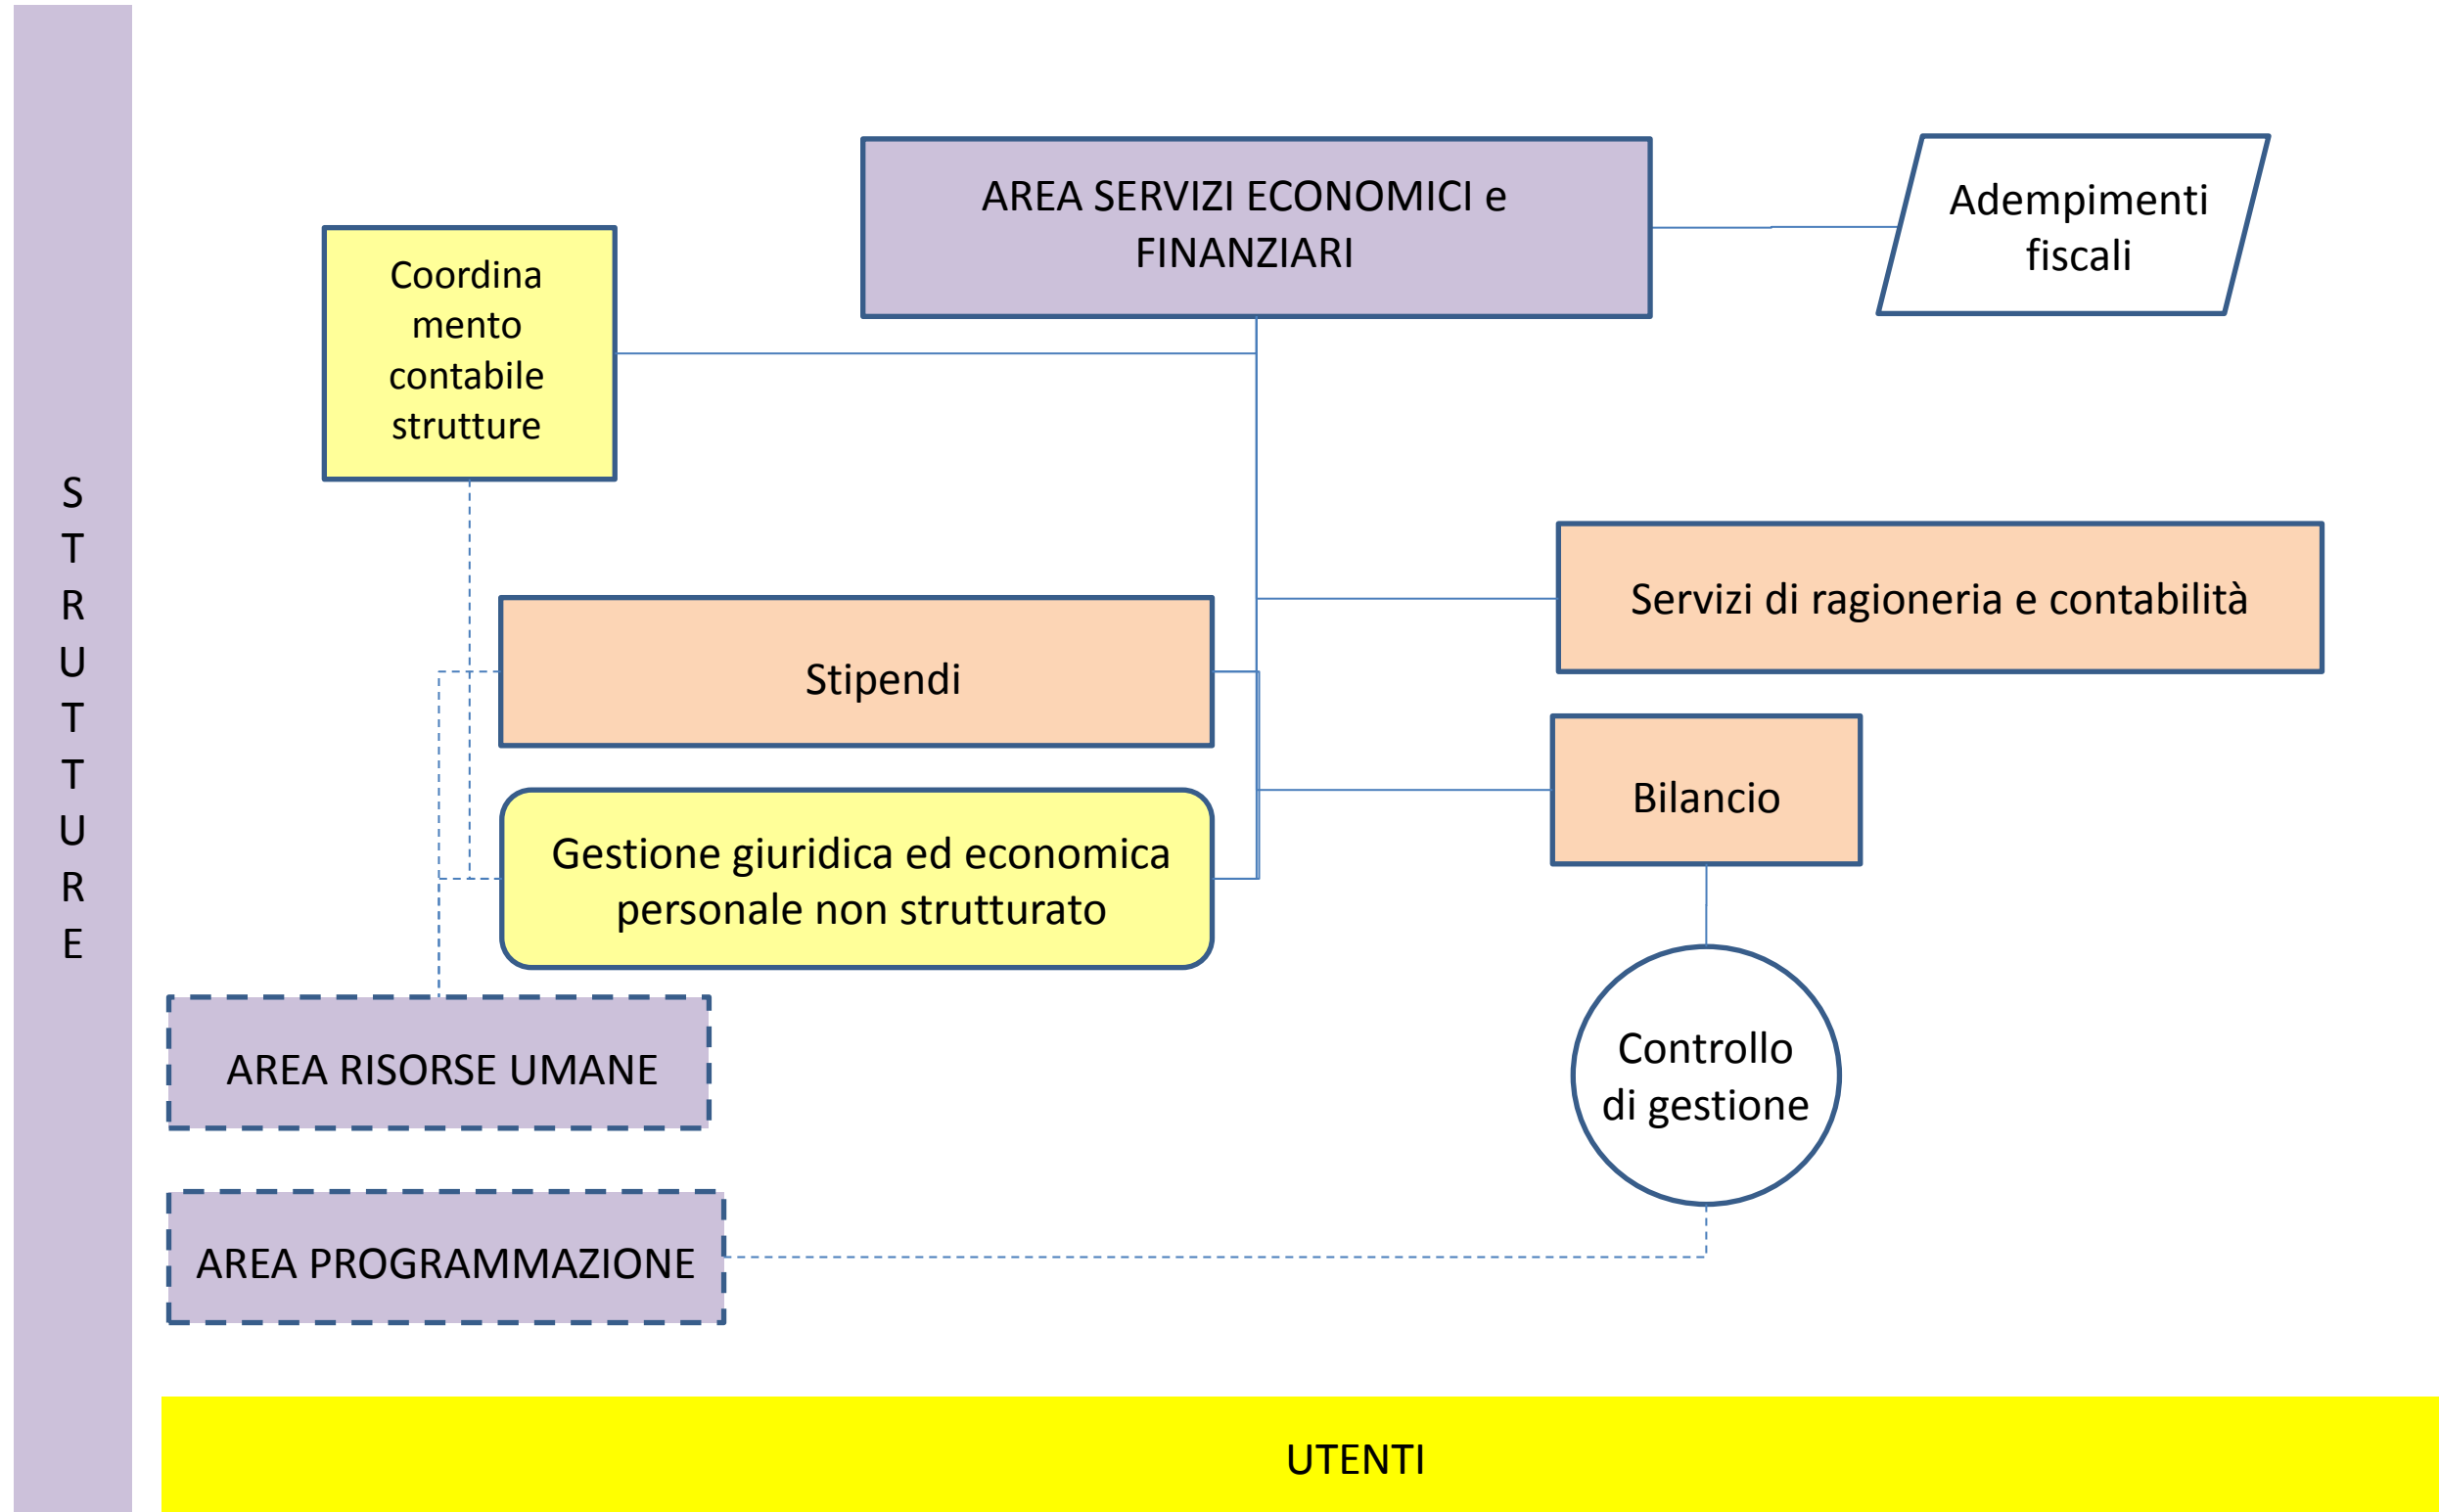 S
T
R
U
T
T
U
R
E
AREA SERVIZI ECONOMICI e
FINANZIARI
Adempimenti
fiscali
Coordina
mento
contabile
strutture
Servizi di ragioneria e contabilità
Stipendi
Bilancio
Gestione giuridica ed economica
personale non strutturato
Controllo
di gestione
AREA RISORSE UMANE
AREA PROGRAMMAZIONE
UTENTI